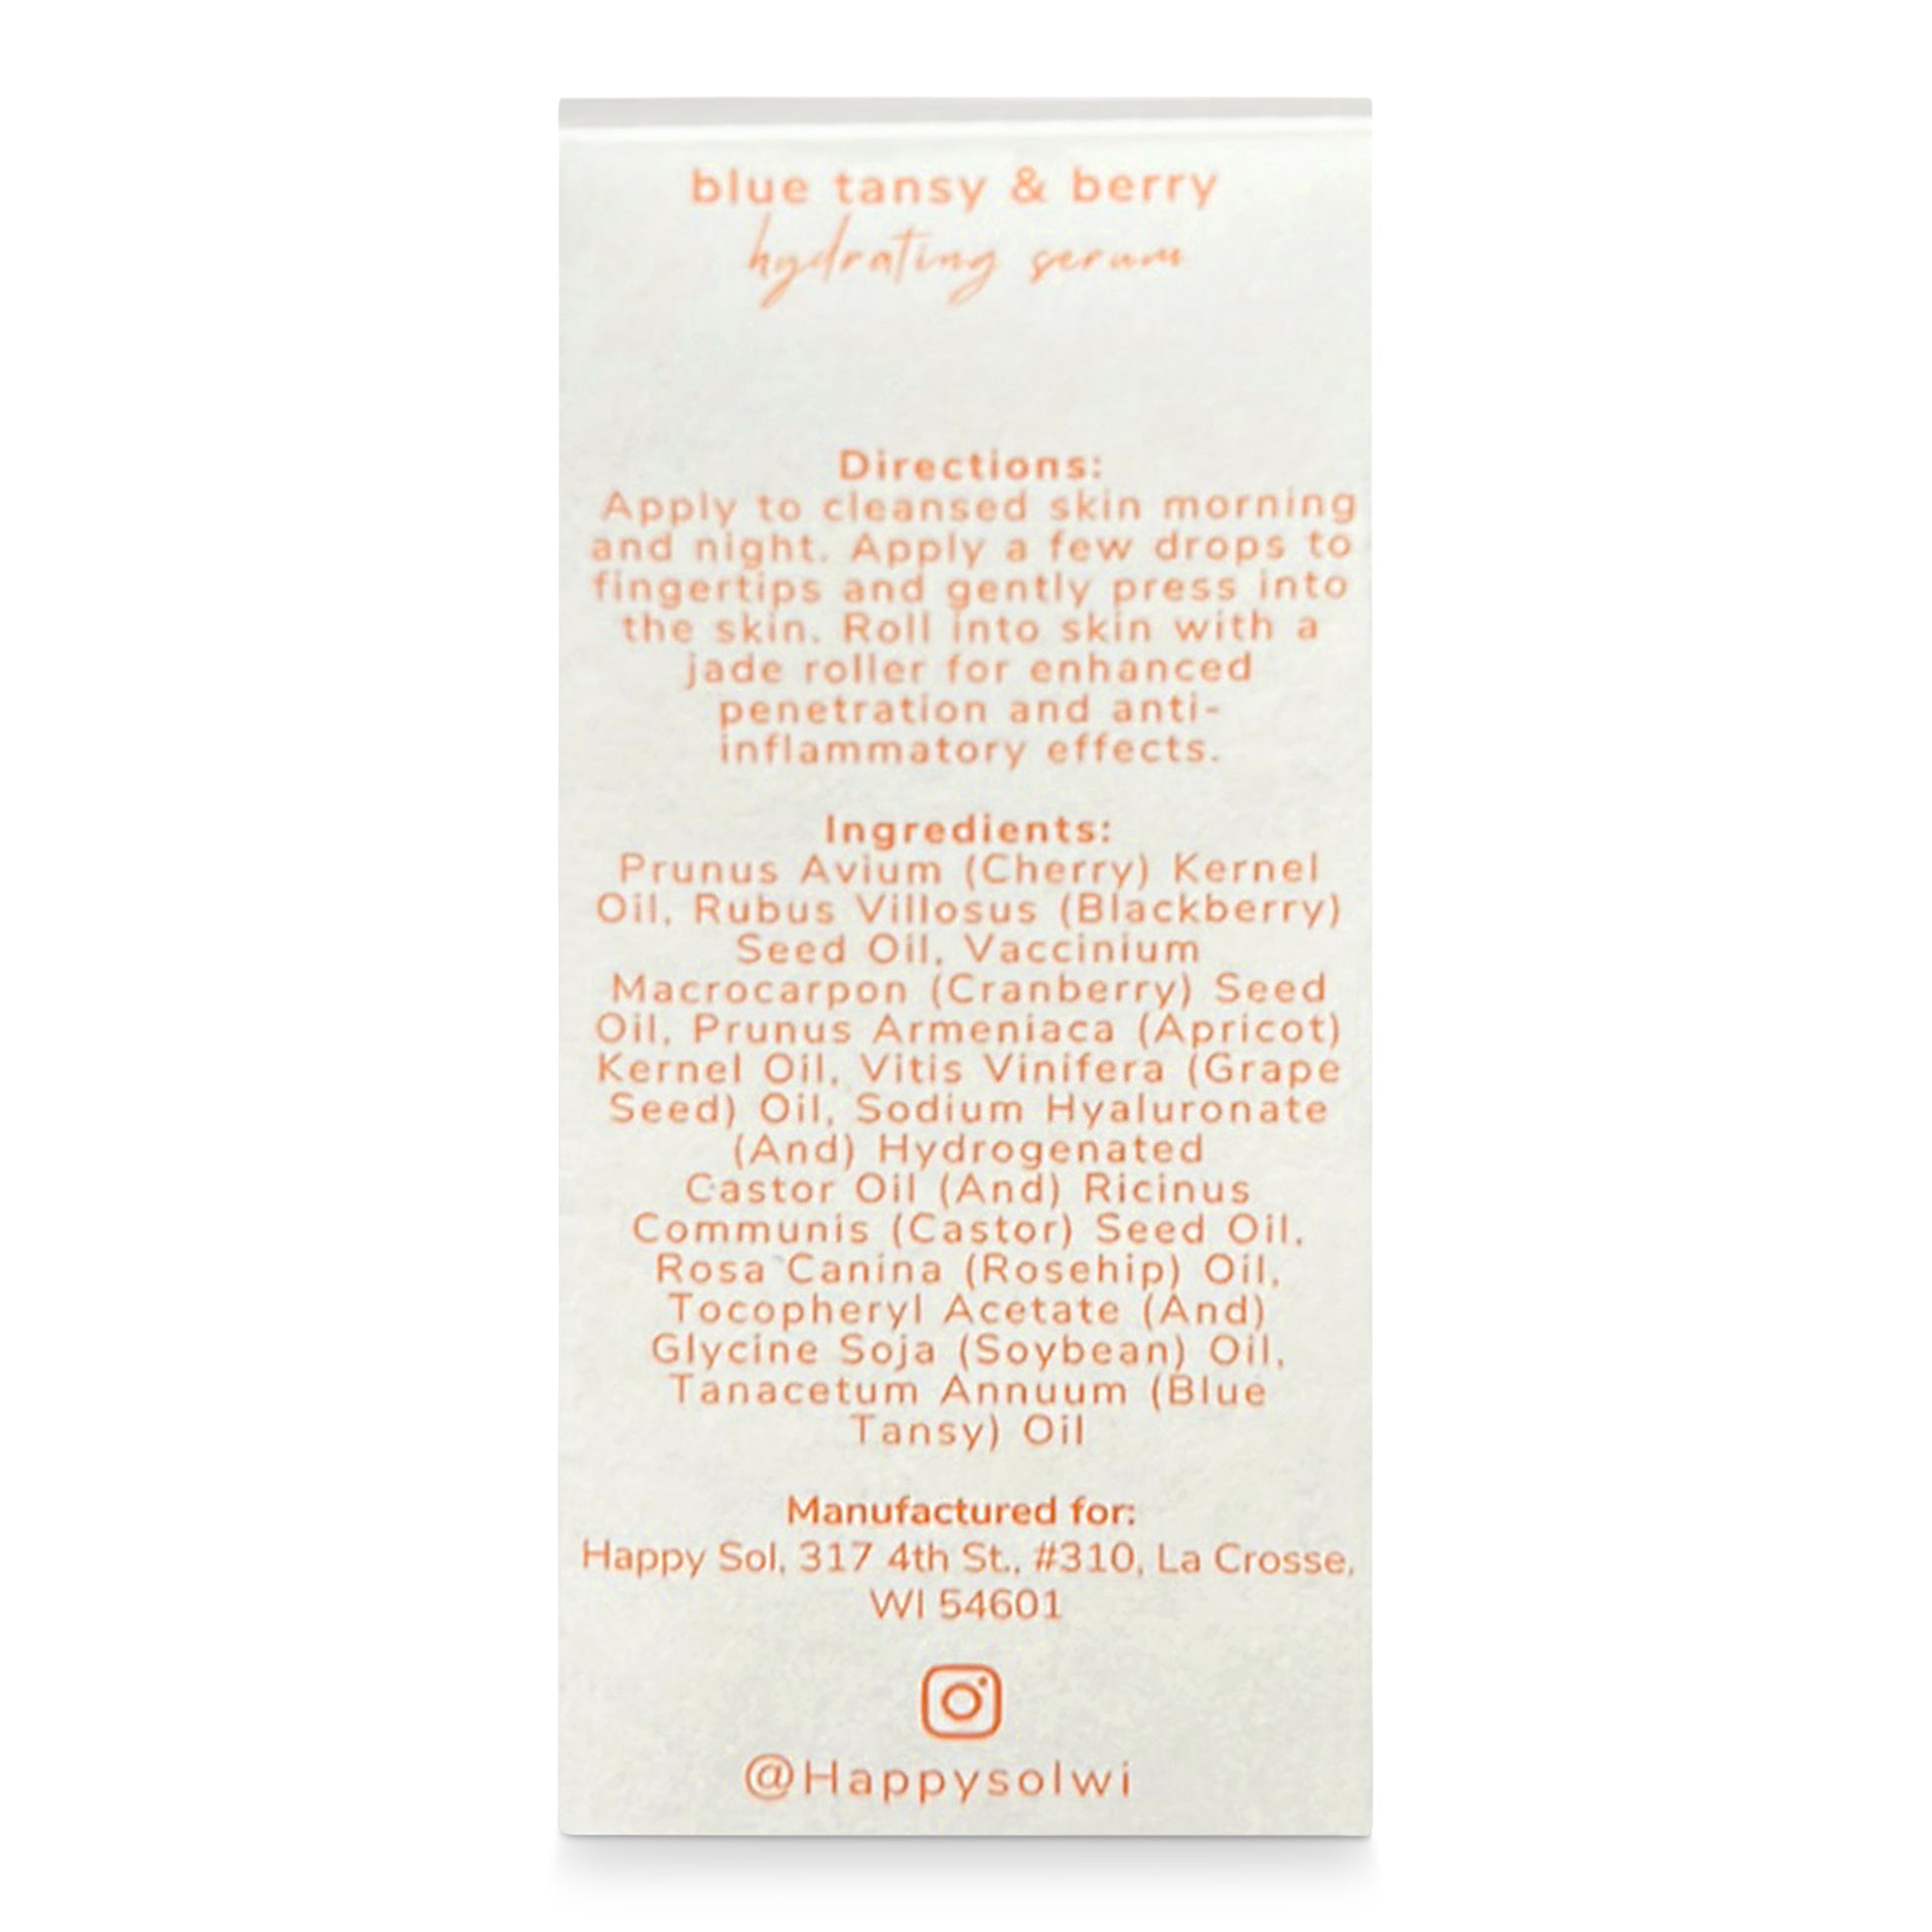 blue tansy & berry
hydrating serum
Directions:
Apply to cleansed skin morning
and night. Apply a few drops to
fingertips and gently press into
the skin. Roll into skin with a
jade roller for enhanced
penetration and anti-
inflammatory effects.
Ingredients:
Prunus Avium (Cherry) Kernel
Oil, Rubus Villosus (Blackberry)
Seed Oil, Vaccinium
Macrocarpon (Cranberry) Seed
Oil, Prunus Armeniaca (Apricot)
Kernel Oil, Vitis Vinifera (Grape
Seed) Oil, Sodium Hyaluronate
(And) Hydrogenated
Castor Oil (And) Ricinus
Communis (Castor) Seed Oil,
Rosa Canina (Rosehip) Oil,
Tocopheryl Acetate (And)
Glycine Soja (Soybean) Oil,
Tanacetum Annuum (Blue
Tansy) Oil
Manufactured for:
Happy Sol, 317 4th St., #310, La Crosse,
WI 54601
@Happysolwi